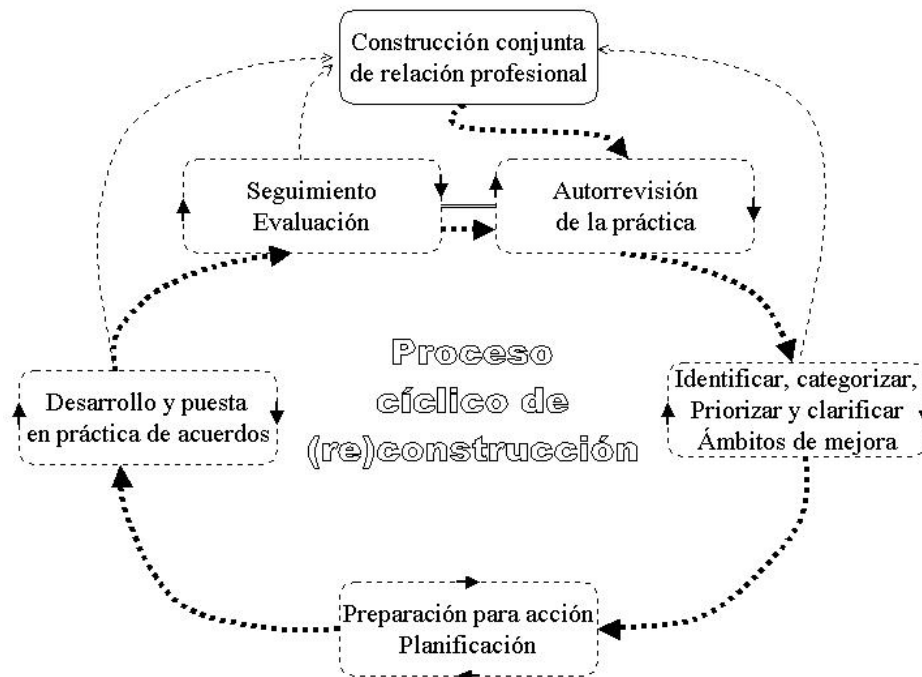 Construcción conjunta
de relación profesional
Seguimiento
Evaluación
Autorrevisión
de la práctica
Proceso
cíclico de
(re)construcción
Desarrollo y puesta
en práctica de acuerdos
Identificar, categorizar,
Priorizar y clarificar
Ámbitos de mejora
Preparación para acción
Planificación